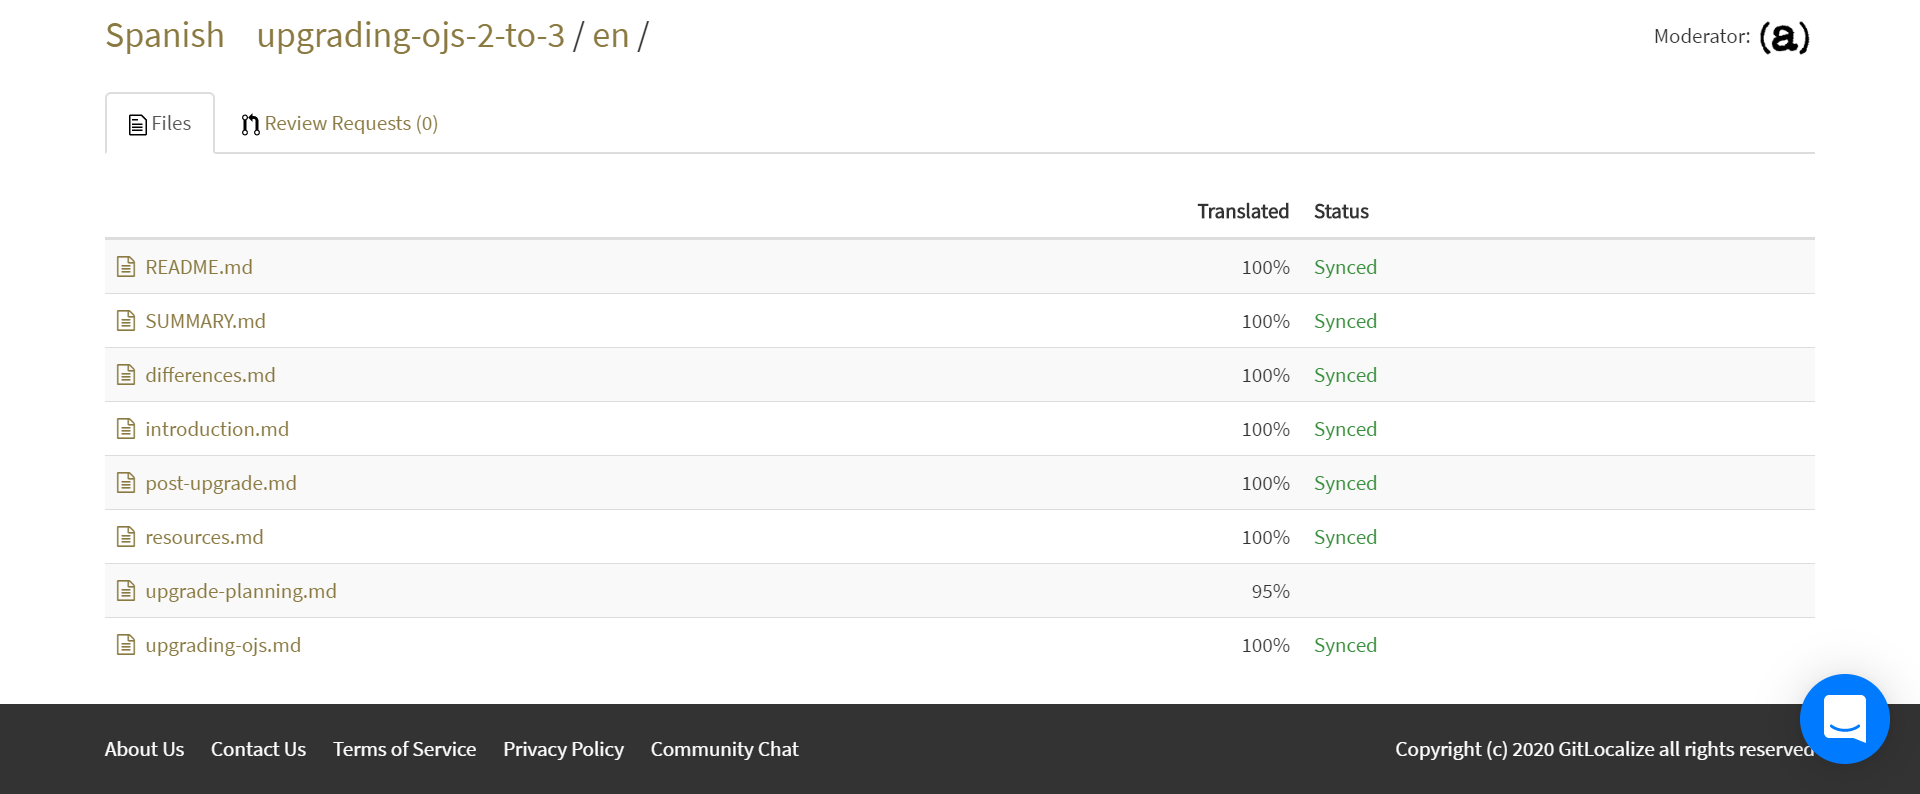 Spanish upgrading-ojs-2-to-3 / en /
Moderator: (a)
Files
Review Requests (0)
Translated Status
README.md 100% Synced
SUMMARY.md 100% Synced
differences.md 100% Synced
introduction.md 100% Synced
post-upgrade.md 100% Synced
resources.md 100% Synced
upgrade-planning.md 95%
upgrading-ojs.md 100% Synced
About Us Contact Us Terms of Service Privacy Policy Community Chat
Copyright (c) 2020 GitLocalize all rights reserved